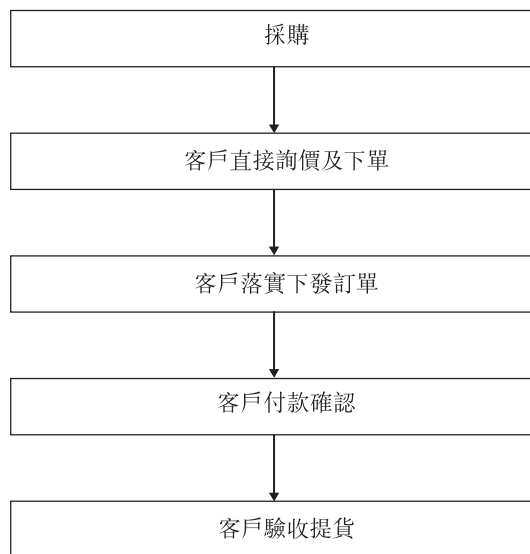 採購
客戶直接詢價及下單
客戶落實下發訂單
客戶付款確認
客戶驗收提貨